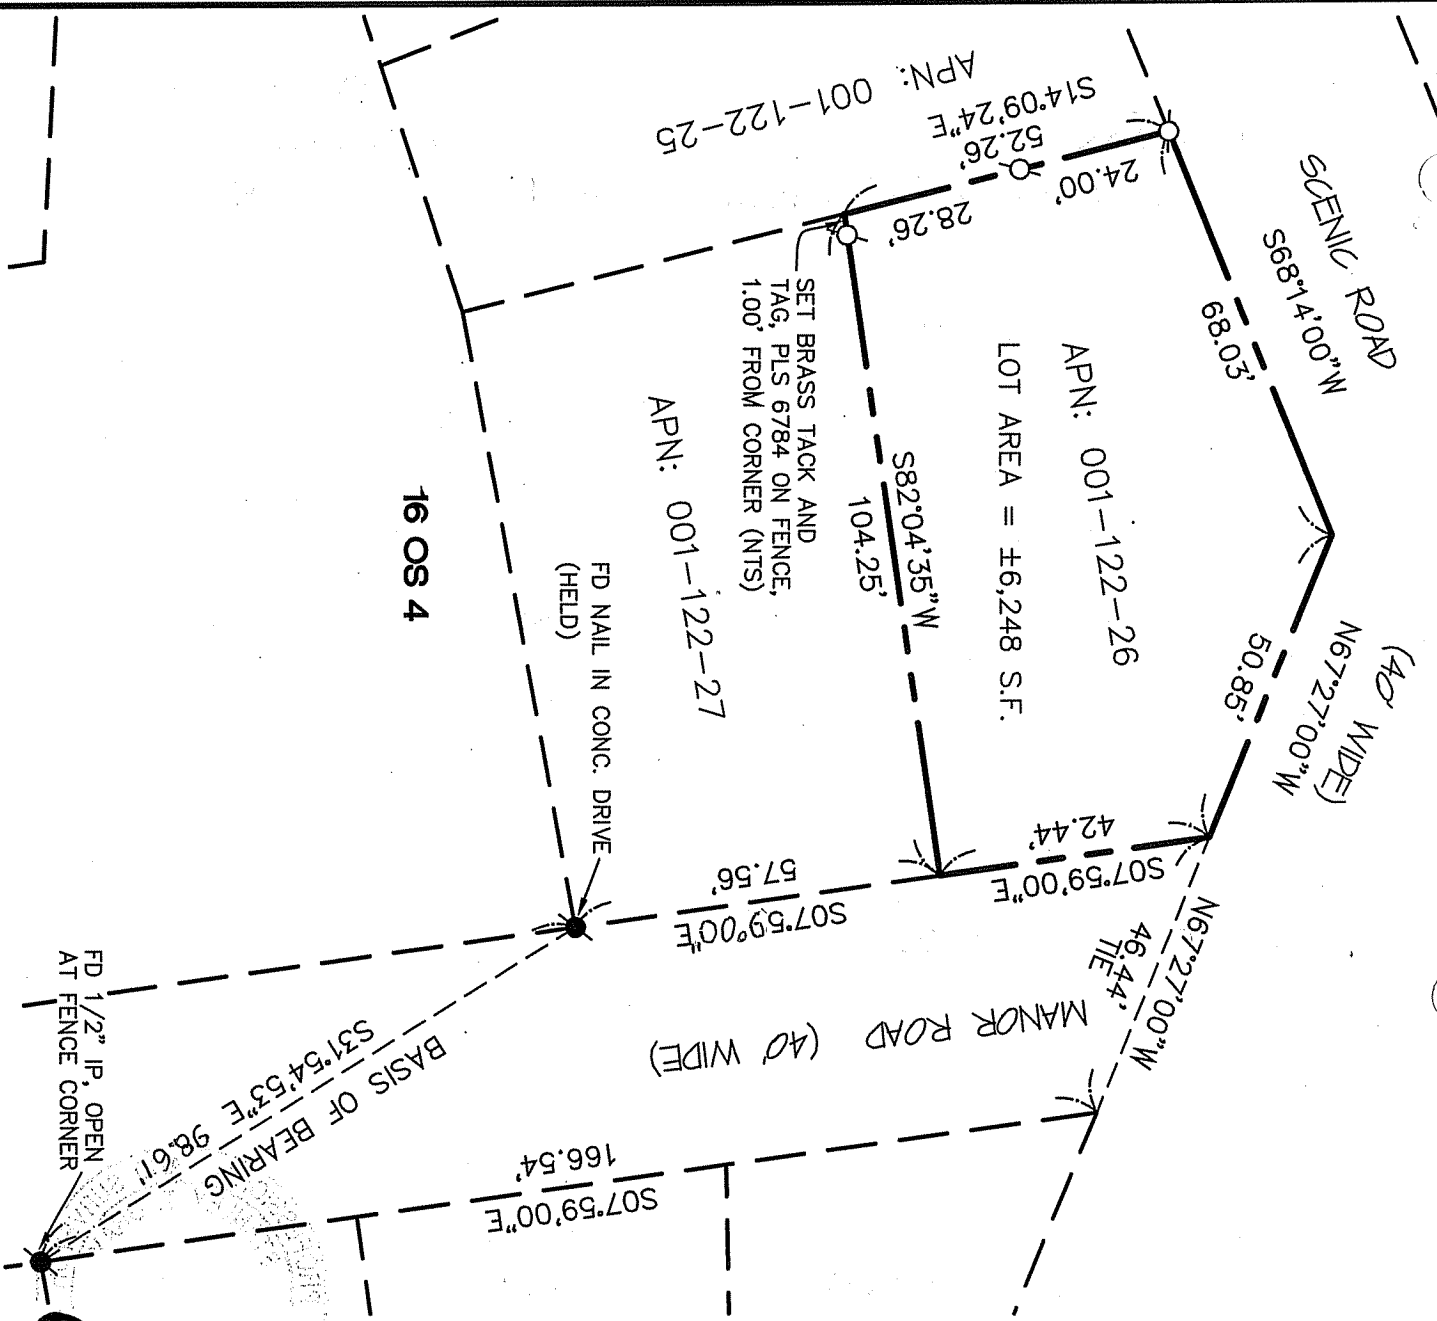 APN: 001-122-25
S14°09'24"E
52.26'
24.00'
28.26'
SCENIC ROAD
S68°14'00"W
68.03'
(40' WIDE)
N67°27'00"W
50.85'
APN: 001-122-26
LOT AREA = ±6,248 S.F.
S82°04'35"W
104.25'
SET BRASS TACK AND
TAG, PLS 6784 ON FENCE,
1.00' FROM CORNER (NTS)
APN: 001-122-27
16 OS 4
FD NAIL IN CONC. DRIVE
(HELD)
42.44'
S07°59'00"E
57.56'
S07°59'00"E
N67°27'00"W
46.44'
TIE
MANOR ROAD (40' WIDE)
BASIS OF BEARING
S31°54'53"E 98.61'
166.54'
S07°59'00"E
FD 1/2" IP, OPEN
AT FENCE CORNER